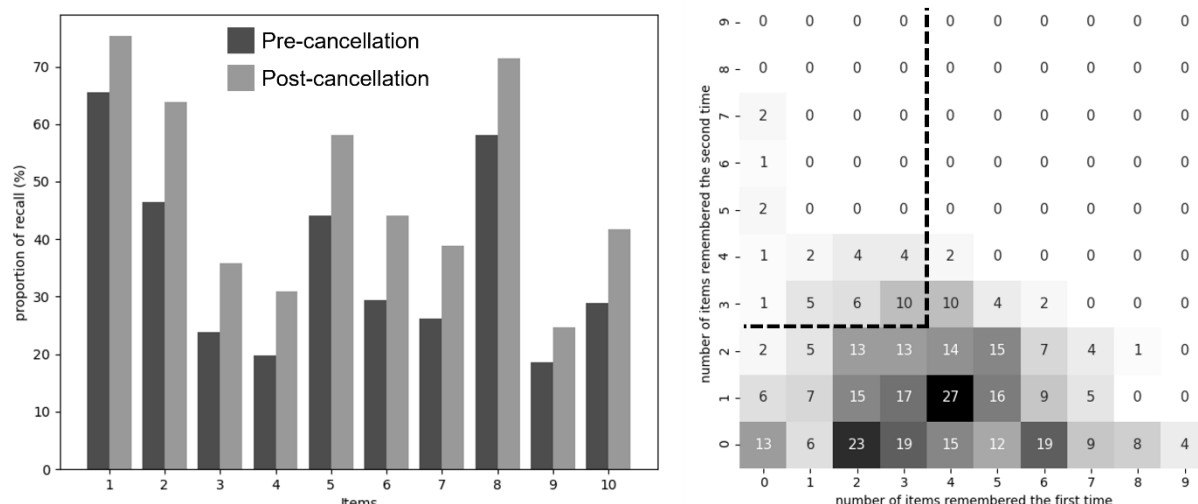 Pre-cancellation
Post-cancellation
proportion of recall (%)
70
60
50
40
30
20
10
0
1 2 3 4 5 6 7 8 9 10
Items
number of items remembered the second time
9 0 0 0 0 0 0 0 0 0 0
8 0 0 0 0 0 0 0 0 0 0
7 2 0 0 0 0 0 0 0 0 0
6 1 0 0 0 0 0 0 0 0 0
5 2 0 0 0 0 0 0 0 0 0
4 1 2 4 4 2 0 0 0 0 0
3 1 5 6 10 10 4 2 0 0 0
2 2 5 13 13 14 15 7 4 1 0
1 6 7 15 17 27 16 9 5 0 0
0 13 6 23 19 15 12 19 9 8 4
0 1 2 3 4 5 6 7 8 9
number of items remembered the first time